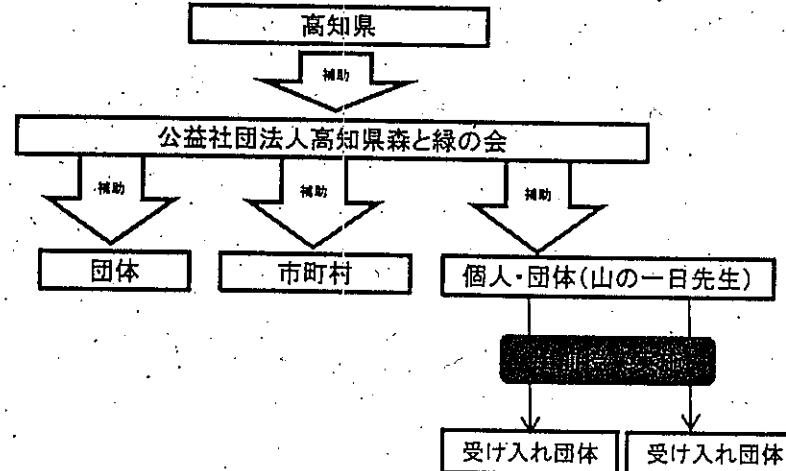 高知県
補助
公益社団法人高知県森と緑の会
補助
補助
補助
団体
市町村
個人・団体(山の一日先生)
受け入れ団体
受け入れ団体